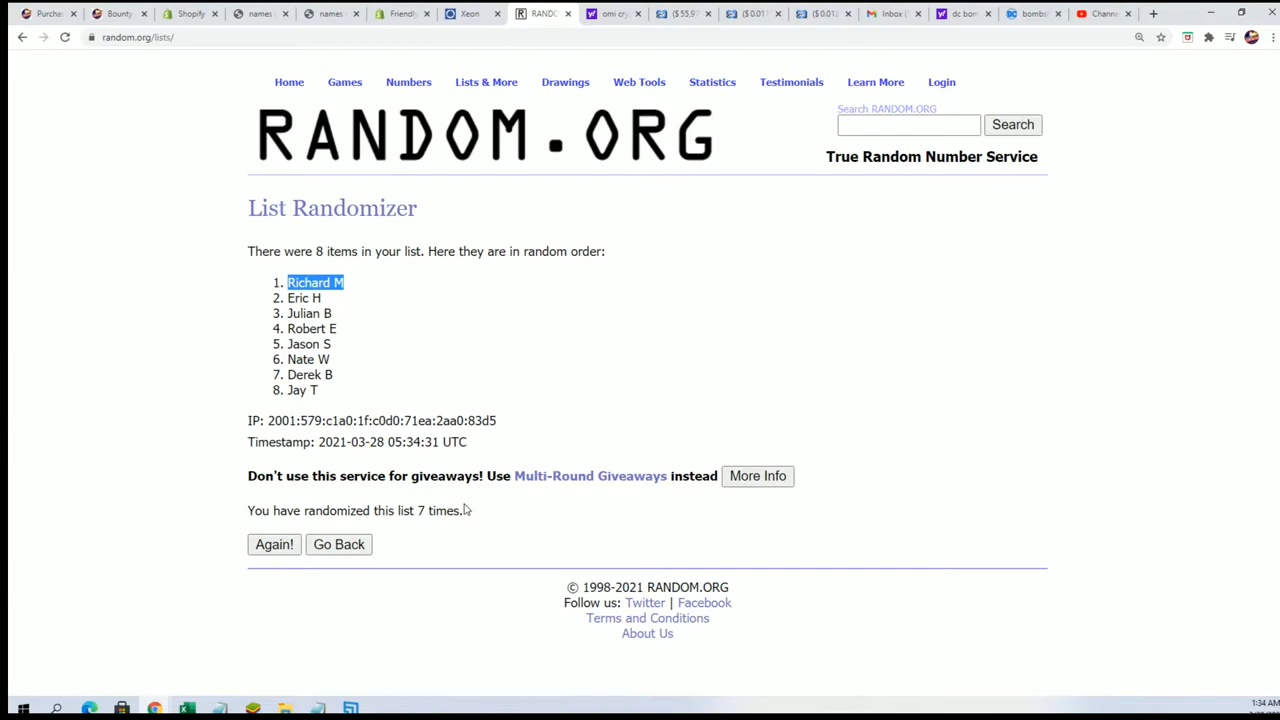 Purcha
Bounty
Shopify
names
names
Friendly
Xeon
RANDO
omi cry
($55,97
($0.01
($0.012
Inbox (
dc bom
bombs
Channe
random.org/lists/
Home Games Numbers Lists & More Drawings Web Tools Statistics Testimonials Learn More Login
RANDOM.ORG
Search RANDOM.ORG
Search
True Random Number Service
List Randomizer
There were 8 items in your list. Here they are in random order:
1. Richard M
2. Eric H
3. Julian B
4. Robert E
5. Jason S
6. Nate W
7. Derek B
8. Jay T
IP: 2001:579:c1a0:1f:c0d0:71ea:2aa0:83d5
Timestamp: 2021-03-28 05:34:31 UTC
Don't use this service for giveaways! Use Multi-Round Giveaways instead More Info
You have randomized this list 7 times.
Again! Go Back
© 1998-2021 RANDOM.ORG
Follow us: Twitter | Facebook
Terms and Conditions
About Us
1:34 AM